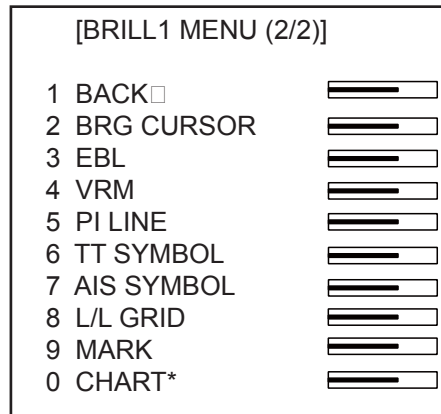 [BRILL1 MENU (2/2)]
1 BACK□
2 BRG CURSOR
3 EBL
4 VRM
5 PI LINE
6 TT SYMBOL
7 AIS SYMBOL
8 L/L GRID
9 MARK
0 CHART*